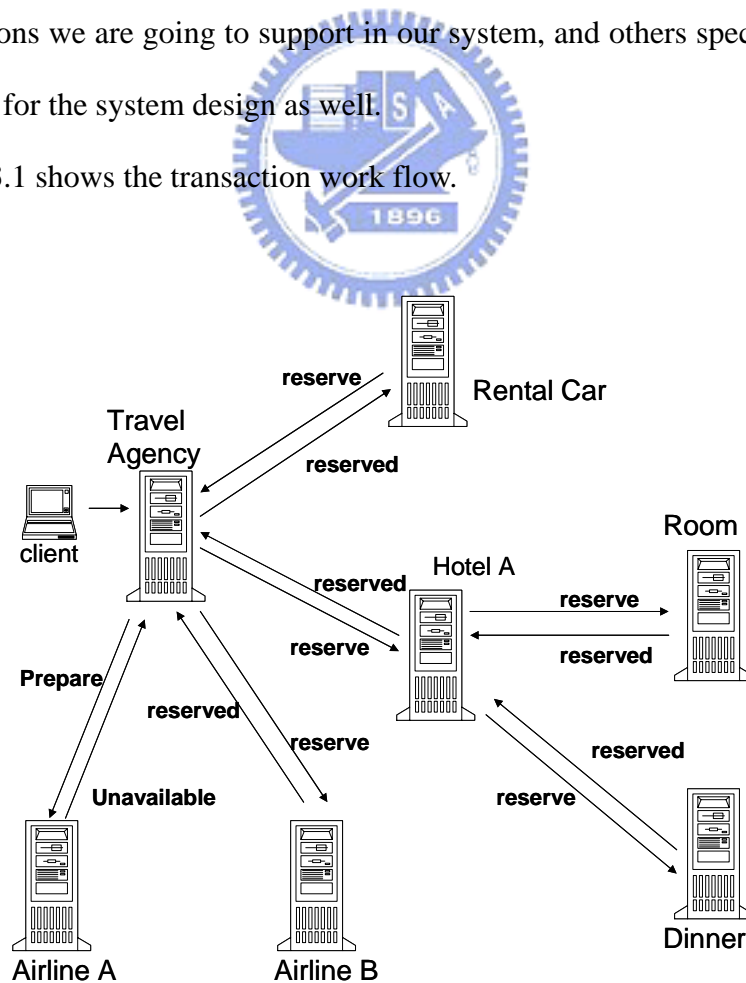 ons we are going to support in our system, and others spec
for the system design as well.
3.1 shows the transaction work flow.
E S A
1896
reserve
Rental Car
Travel
Agency
reserved
client
Room
Hotel A
reserved
reserve
reserve
reserved
Prepare
reserved
reserve
reserved
Unavailable
reserve
Dinner
Airline A
Airline B